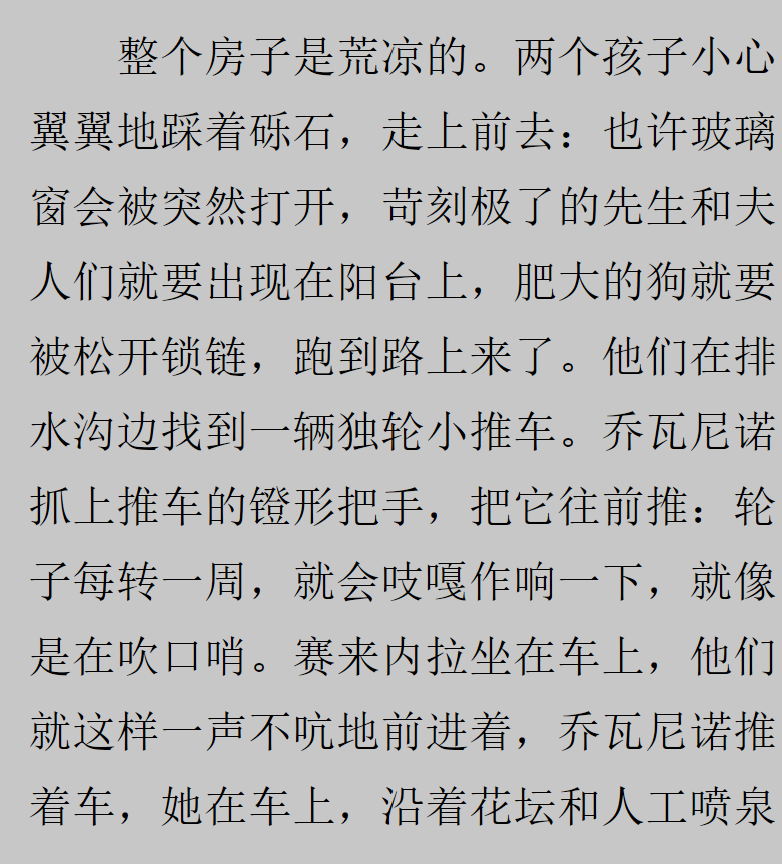 整个房子是荒凉的。两个孩子小心
翼翼地踩着砾石，走上前去：也许玻璃
窗会被突然打开，苛刻极了的先生和夫
人们就要出现在阳台上，肥大的狗就要
被松开锁链，跑到路上来了。他们在排
水沟边找到一辆独轮小推车。乔瓦尼诺
抓上推车的镫形把手，把它往前推：轮
子每转一周，就会吱嘎作响一下，就像
是在吹口哨。赛来内拉坐在车上，他们
就这样一声不吭地前进着，乔瓦尼诺推
着车，她在车上，沿着花坛和人工喷泉